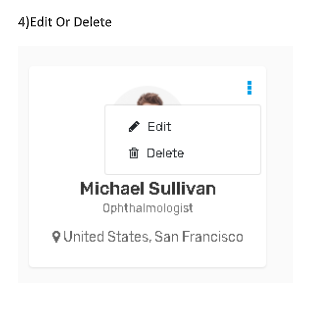 4)Edit Or Delete
Edit
Delete
Michael Sullivan
Ophthalmologist
United States, San Francisco